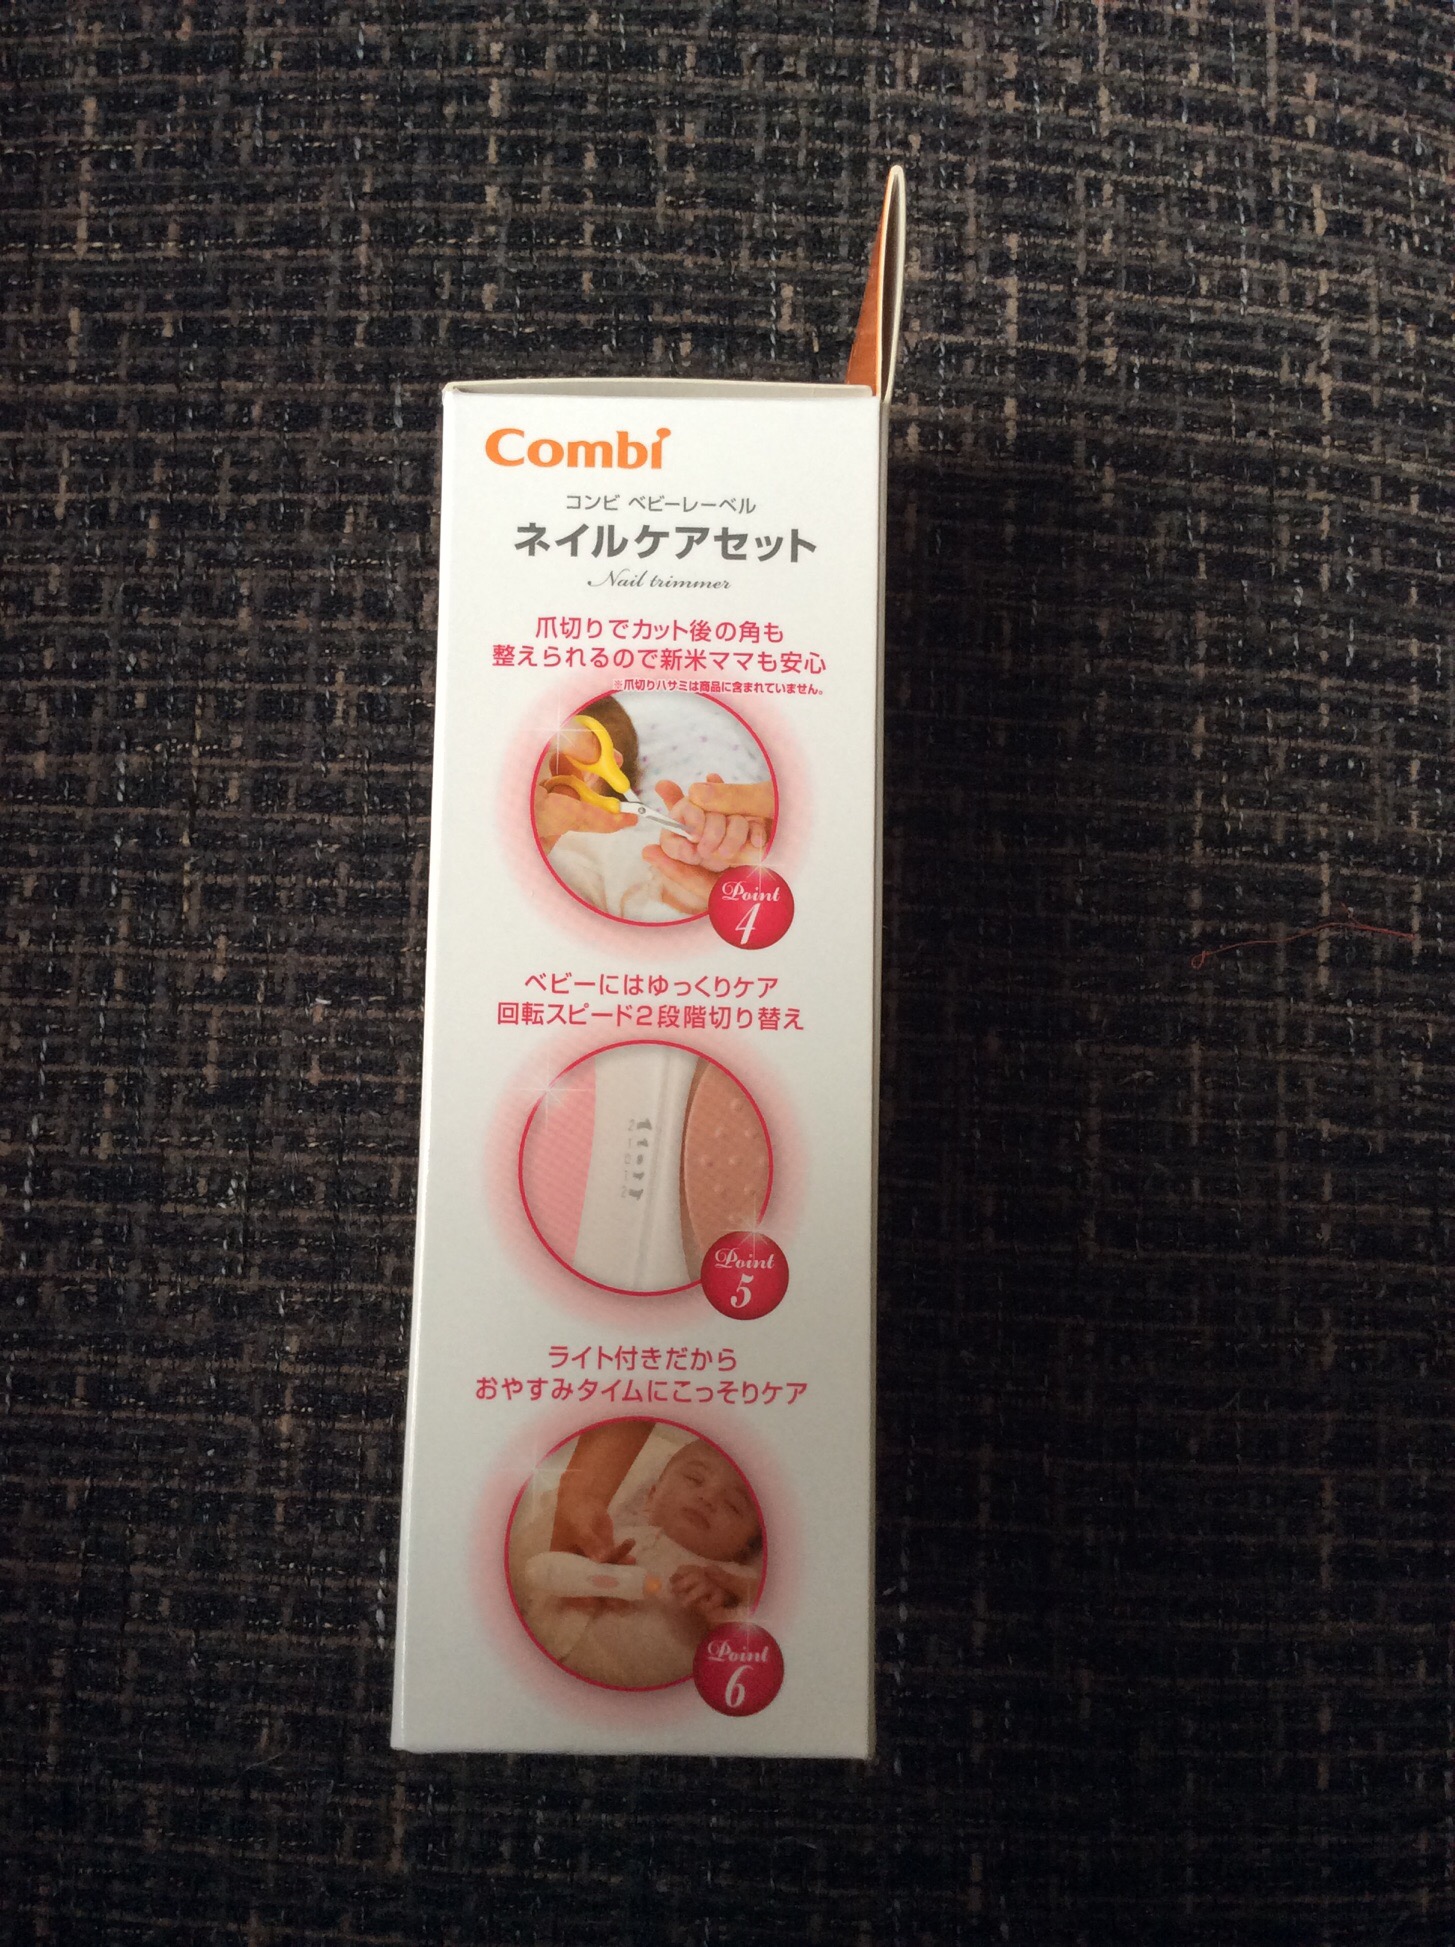 Combi
コンビ ベビーレーベル
ネイルケアセット
Nail trimmer
爪切りでカット後の角も
整えられるので新米ママも安心
※爪切りハサミは商品に含まれていません。
Point
4
ベビーにはゆっくりケア
回転スピード2段階切り替え
Point
5
ライト付きだから
おやすみタイムにこっそりケア
Point
6